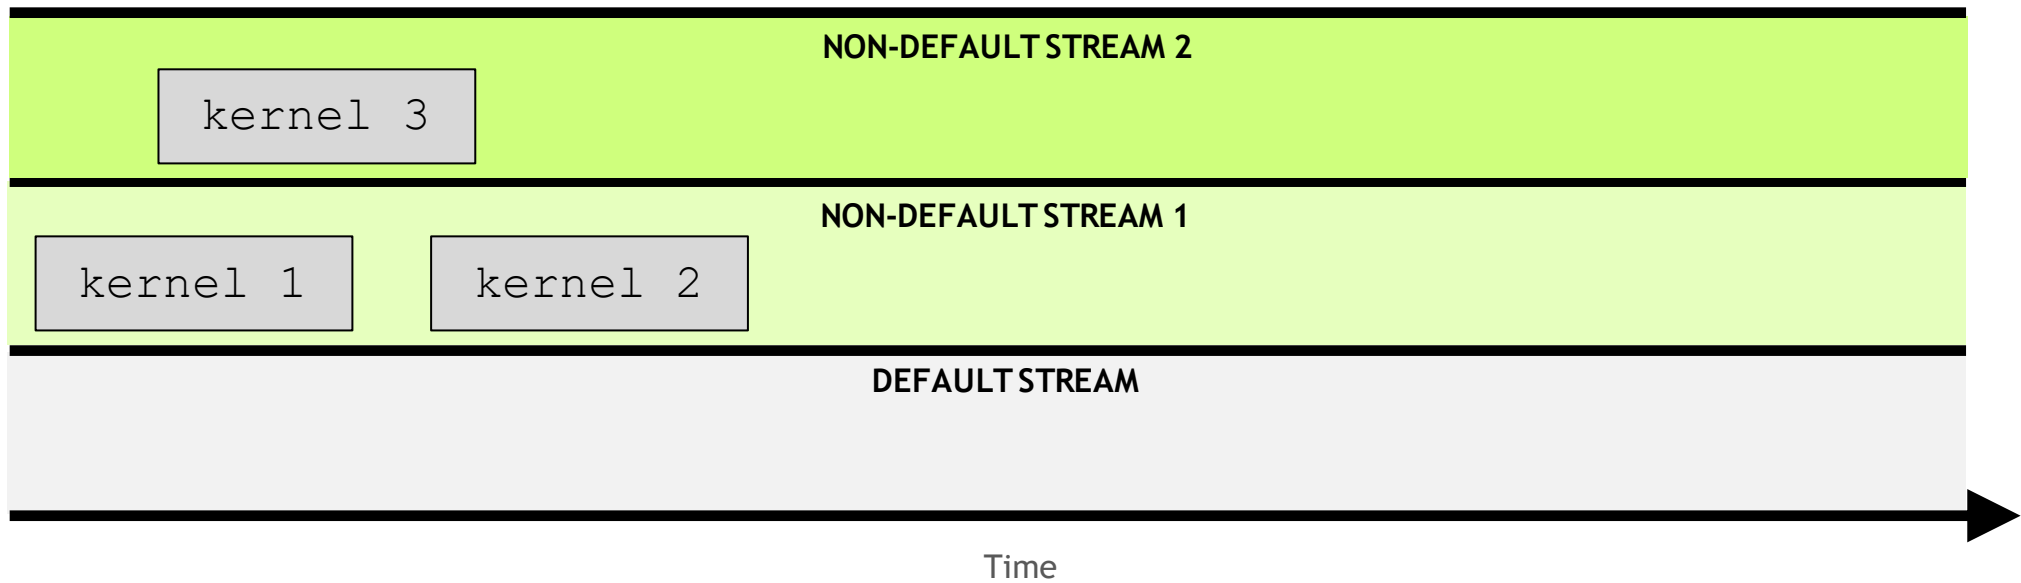 NON-DEFAULT STREAM 2
kernel 3
NON-DEFAULT STREAM 1
kernel 1 kernel 2
DEFAULT STREAM
Time